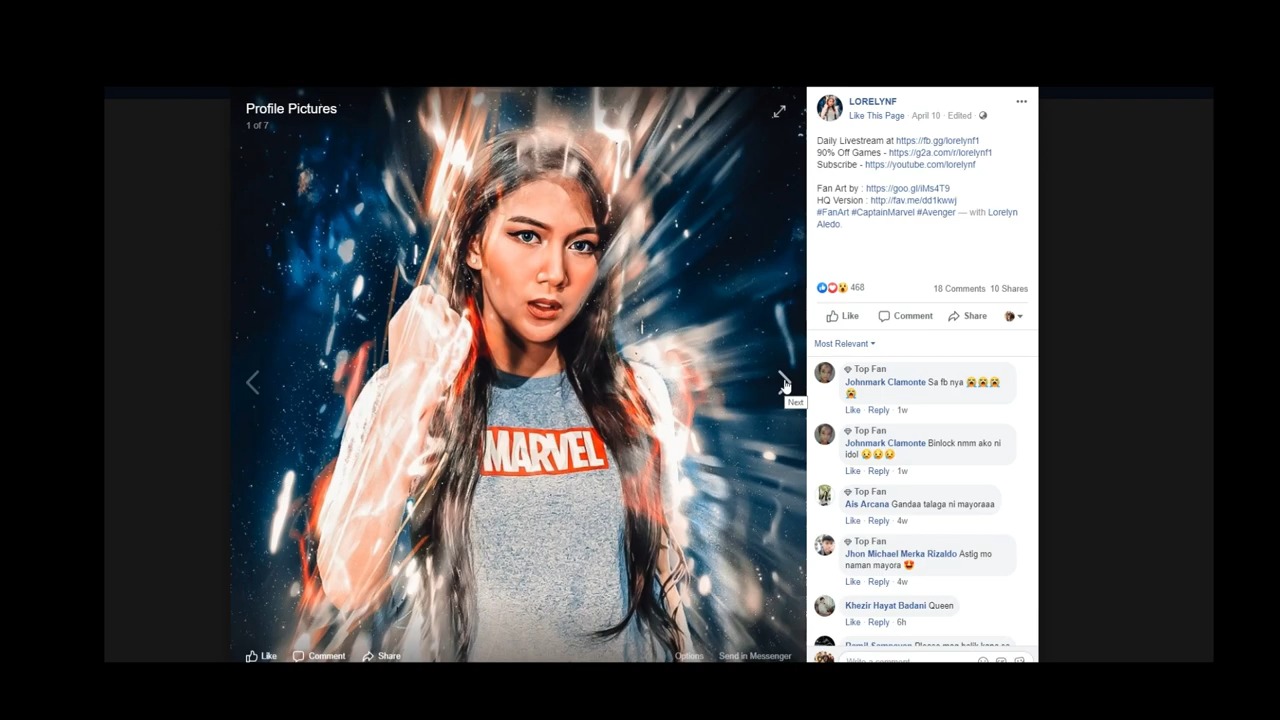 Profile Pictures
1 of 7
MARVEL
Next
Like Comment Share Options Send in Messenger
LORELYNF
Like This Page · April 10 · Edited ·
Daily Livestream at https://fb.gg/lorelynf1
90% Off Games - https://g2a.com/r/lorelynf1
Subscribe - https://youtube.com/lorelynf
Fan Art by : https://goo.gl/iMs4T9
HQ Version : http://fav.me/dd1kwwj
#FanArt #CaptainMarvel #Avenger — with Lorelyn
Aledo.
468 18 Comments 10 Shares
Like Comment Share
Most Relevant
Top Fan
Johnmark Clamonte Sa fb nya 😭😭😭
😭
Like · Reply · 1w
Top Fan
Johnmark Clamonte Binlock nmm ako ni
idol 😥😥😥
Like · Reply · 1w
Top Fan
Ais Arcana Gandaa talaga ni mayoraaa
Like · Reply · 4w
Top Fan
Jhon Michael Merka Rizaldo Astig mo
naman mayora 😍
Like · Reply · 4w
Khezir Hayat Badani Queen
Like · Reply · 6h
Write a comment